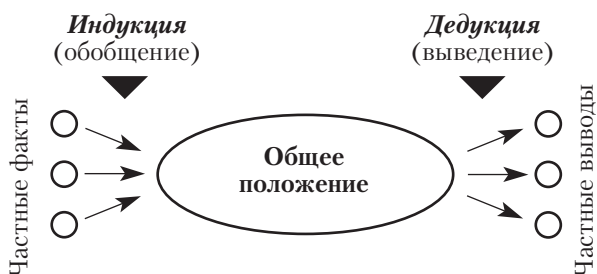 Индукция
(обобщение)
Дедукция
(выведение)
Частные факты
Общее
положение
Частные выводы